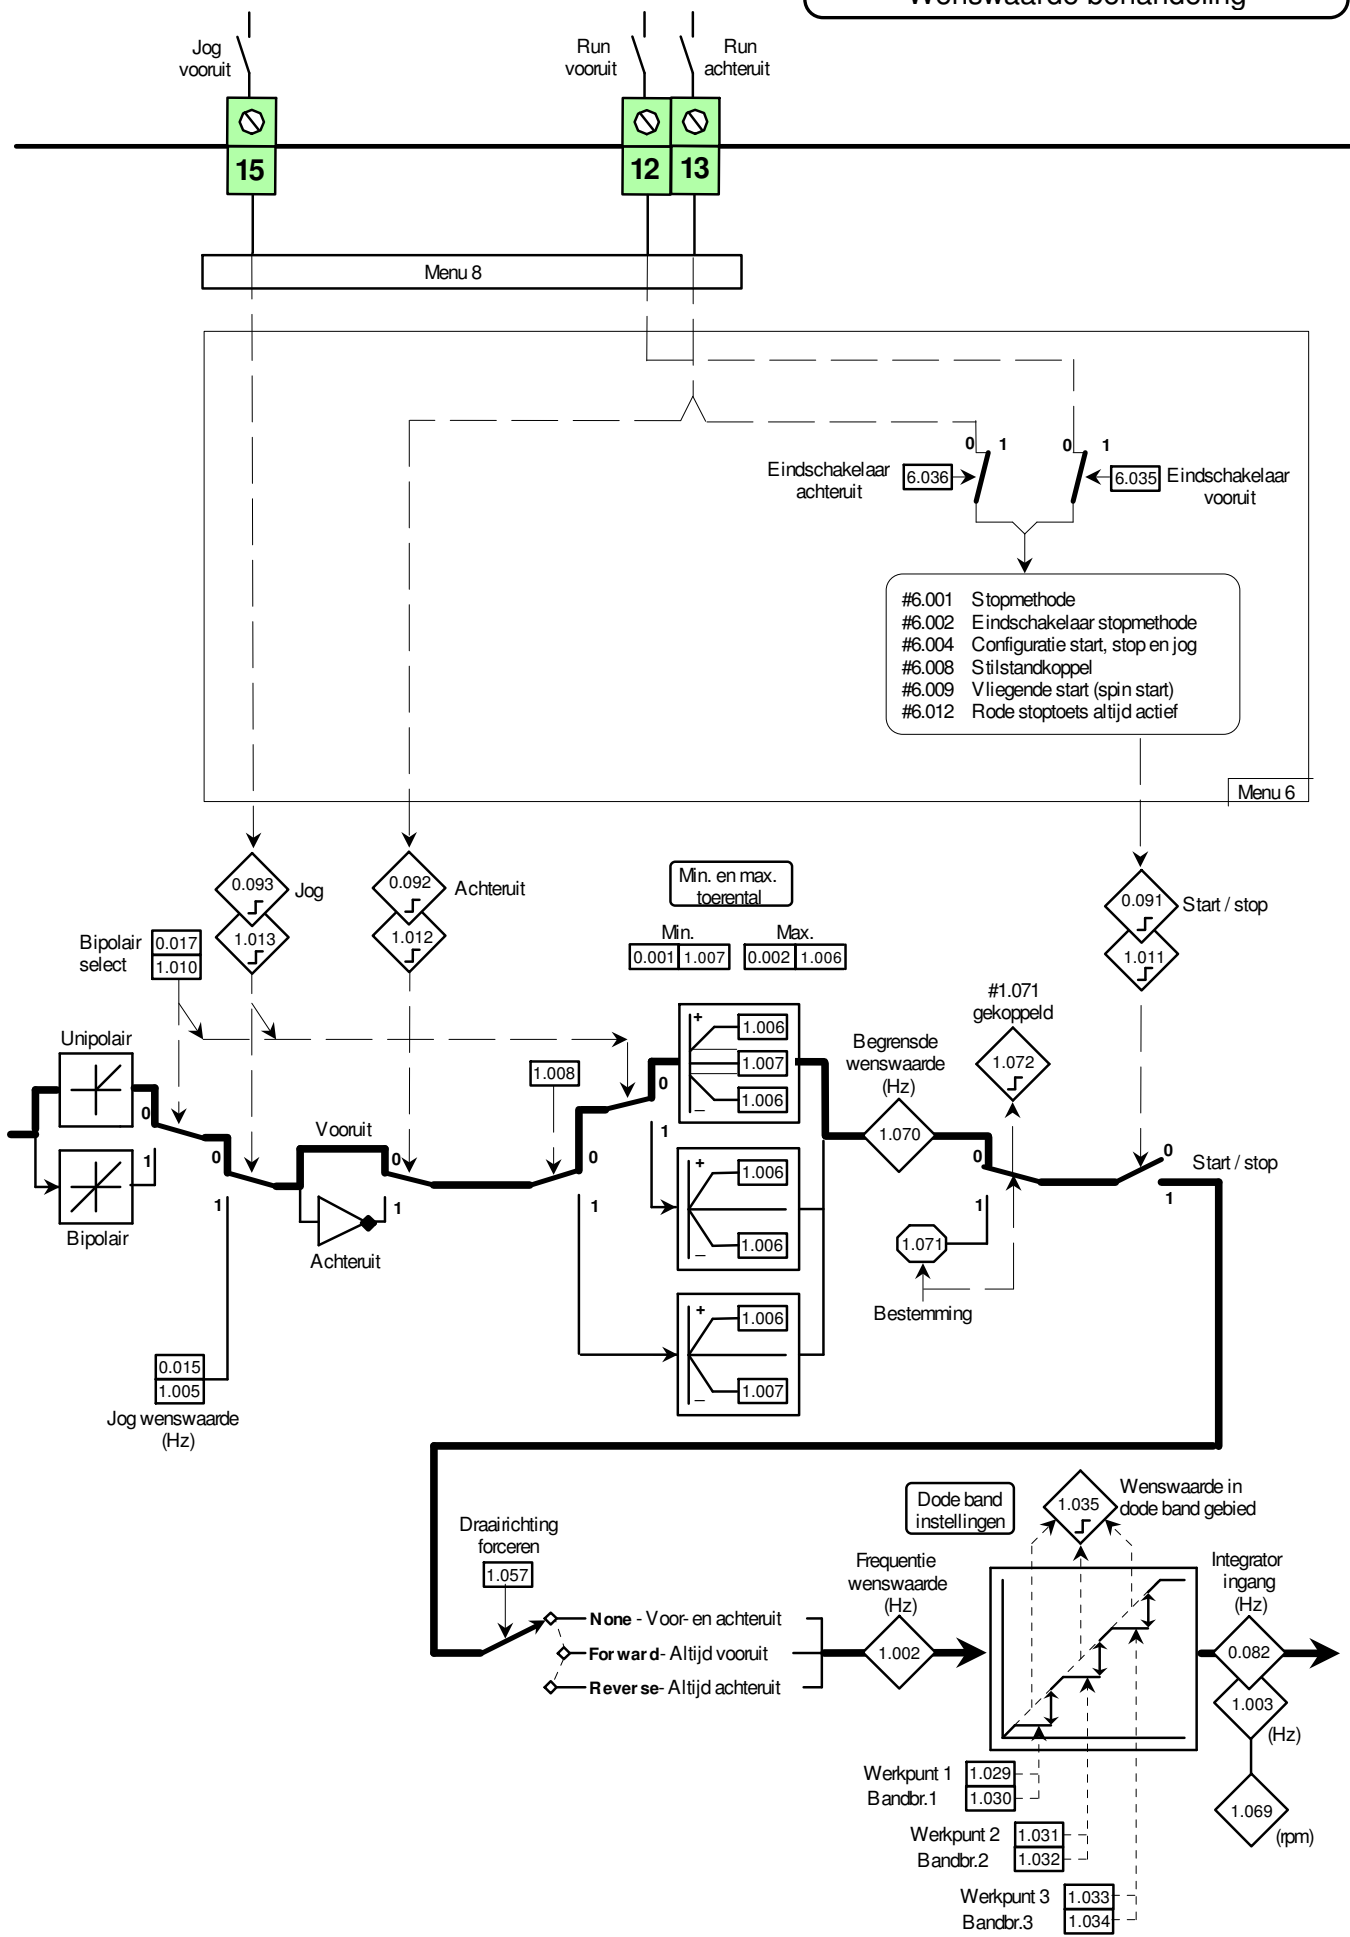 Wenswaarde behandeling
Jog
vooruit
Run
vooruit
Run
achteruit
15
12
13
Menu 8
0
1
0
1
Eindschakelaar
achteruit
6.036
6.035
Eindschakelaar
vooruit
#6.001 Stopmethode
#6.002 Eindschakelaar stopmethode
#6.004 Configuratie start, stop en jog
#6.008 Stilstandkoppel
#6.009 Vliegende start (spin start)
#6.012 Rode stoptoets altijd actief
Menu 6
0.093
1.013
Jog
0.092
1.012
Achteruit
Min. en max.
toerental
Min.
0.001 1.007
Max.
0.002 1.006
0.091
1.011
Start / stop
Bipolair
select
0.017
1.010
#1.071
gekoppeld
1.072
Unipolair
0
1
Bipolair
0
1
Vooruit
0
1
Achteruit
1.008
0
1
0
1
+
1.006
1.007
1.006
–
+
1.006
1.006
–
+
1.006
1.007
–
Begrensde
wenswaarde
(Hz)
1.070
0
1
1.071
Bestemming
0
1
Start / stop
0.015
1.005
Jog wenswaarde
(Hz)
Draairichting
forceren
1.057
None - Voor- en achteruit
Forward- Altijd vooruit
Reverse- Altijd achteruit
Frequentie
wenswaarde
(Hz)
1.002
Dode band
instellingen
1.035
Wenswaarde in
dode band gebied
Integrator
ingang
(Hz)
0.082
1.003
(Hz)
1.069
(rpm)
Werkpunt 1 1.029
Bandbr.1 1.030
Werkpunt 2 1.031
Bandbr.2 1.032
Werkpunt 3 1.033
Bandbr.3 1.034